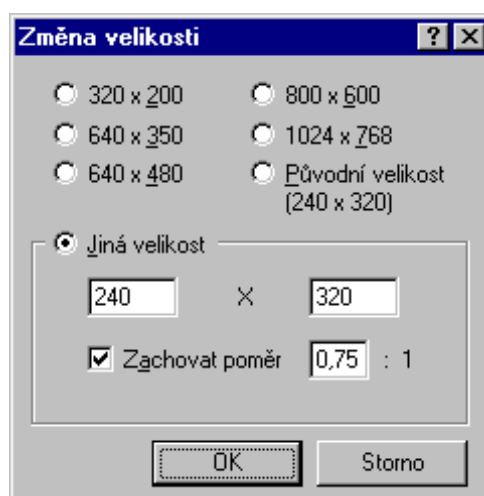 Změna velikosti
320 x 200
800 x 600
640 x 350
1024 x 768
640 x 480
Původní velikost
(240 x 320)
Jiná velikost
240 X 320
Zachovat poměr 0,75 : 1
OK
Storno